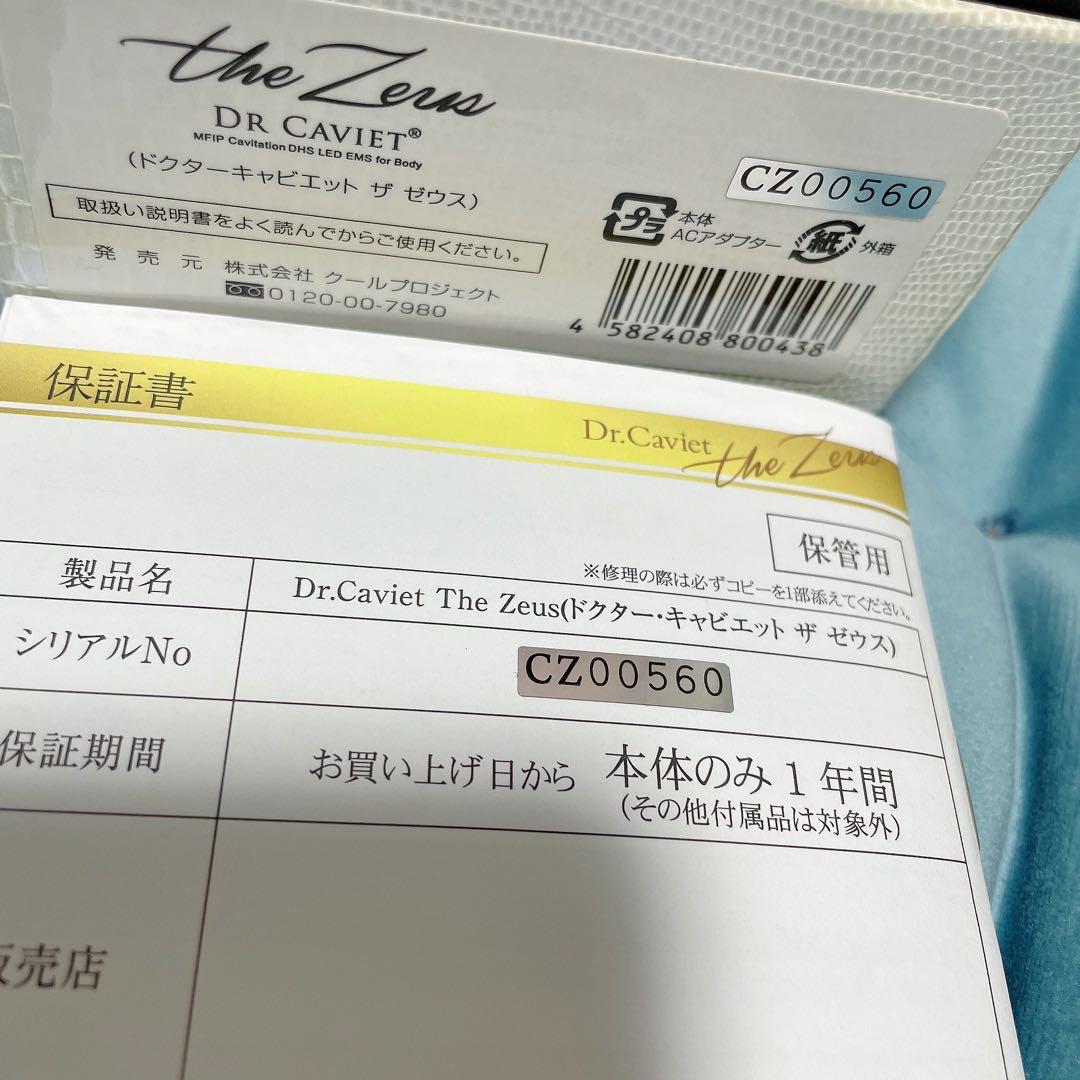 the Zeus
DR CAVIET®
MFIP Cavitation DHS LED EMS for Body
(ドクターキャビエット ザ ゼウス)
取扱い説明書をよく読んでからご使用ください。
発売元 株式会社 クールプロジェクト
0120-00-7980
CZ00560
プラ 本体
ACアダプター
紙 外箱
4 582408 800438
保証書
Dr.Caviet the Zeus
保管用
※修理の際は必ずコピーを1部添えてください。
製品名 Dr.Caviet The Zeus(ドクター・キャビエット ザ ゼウス)
シリアルNo CZ00560
保証期間 お買い上げ日から 本体のみ1年間
(その他付属品は対象外)
販売店